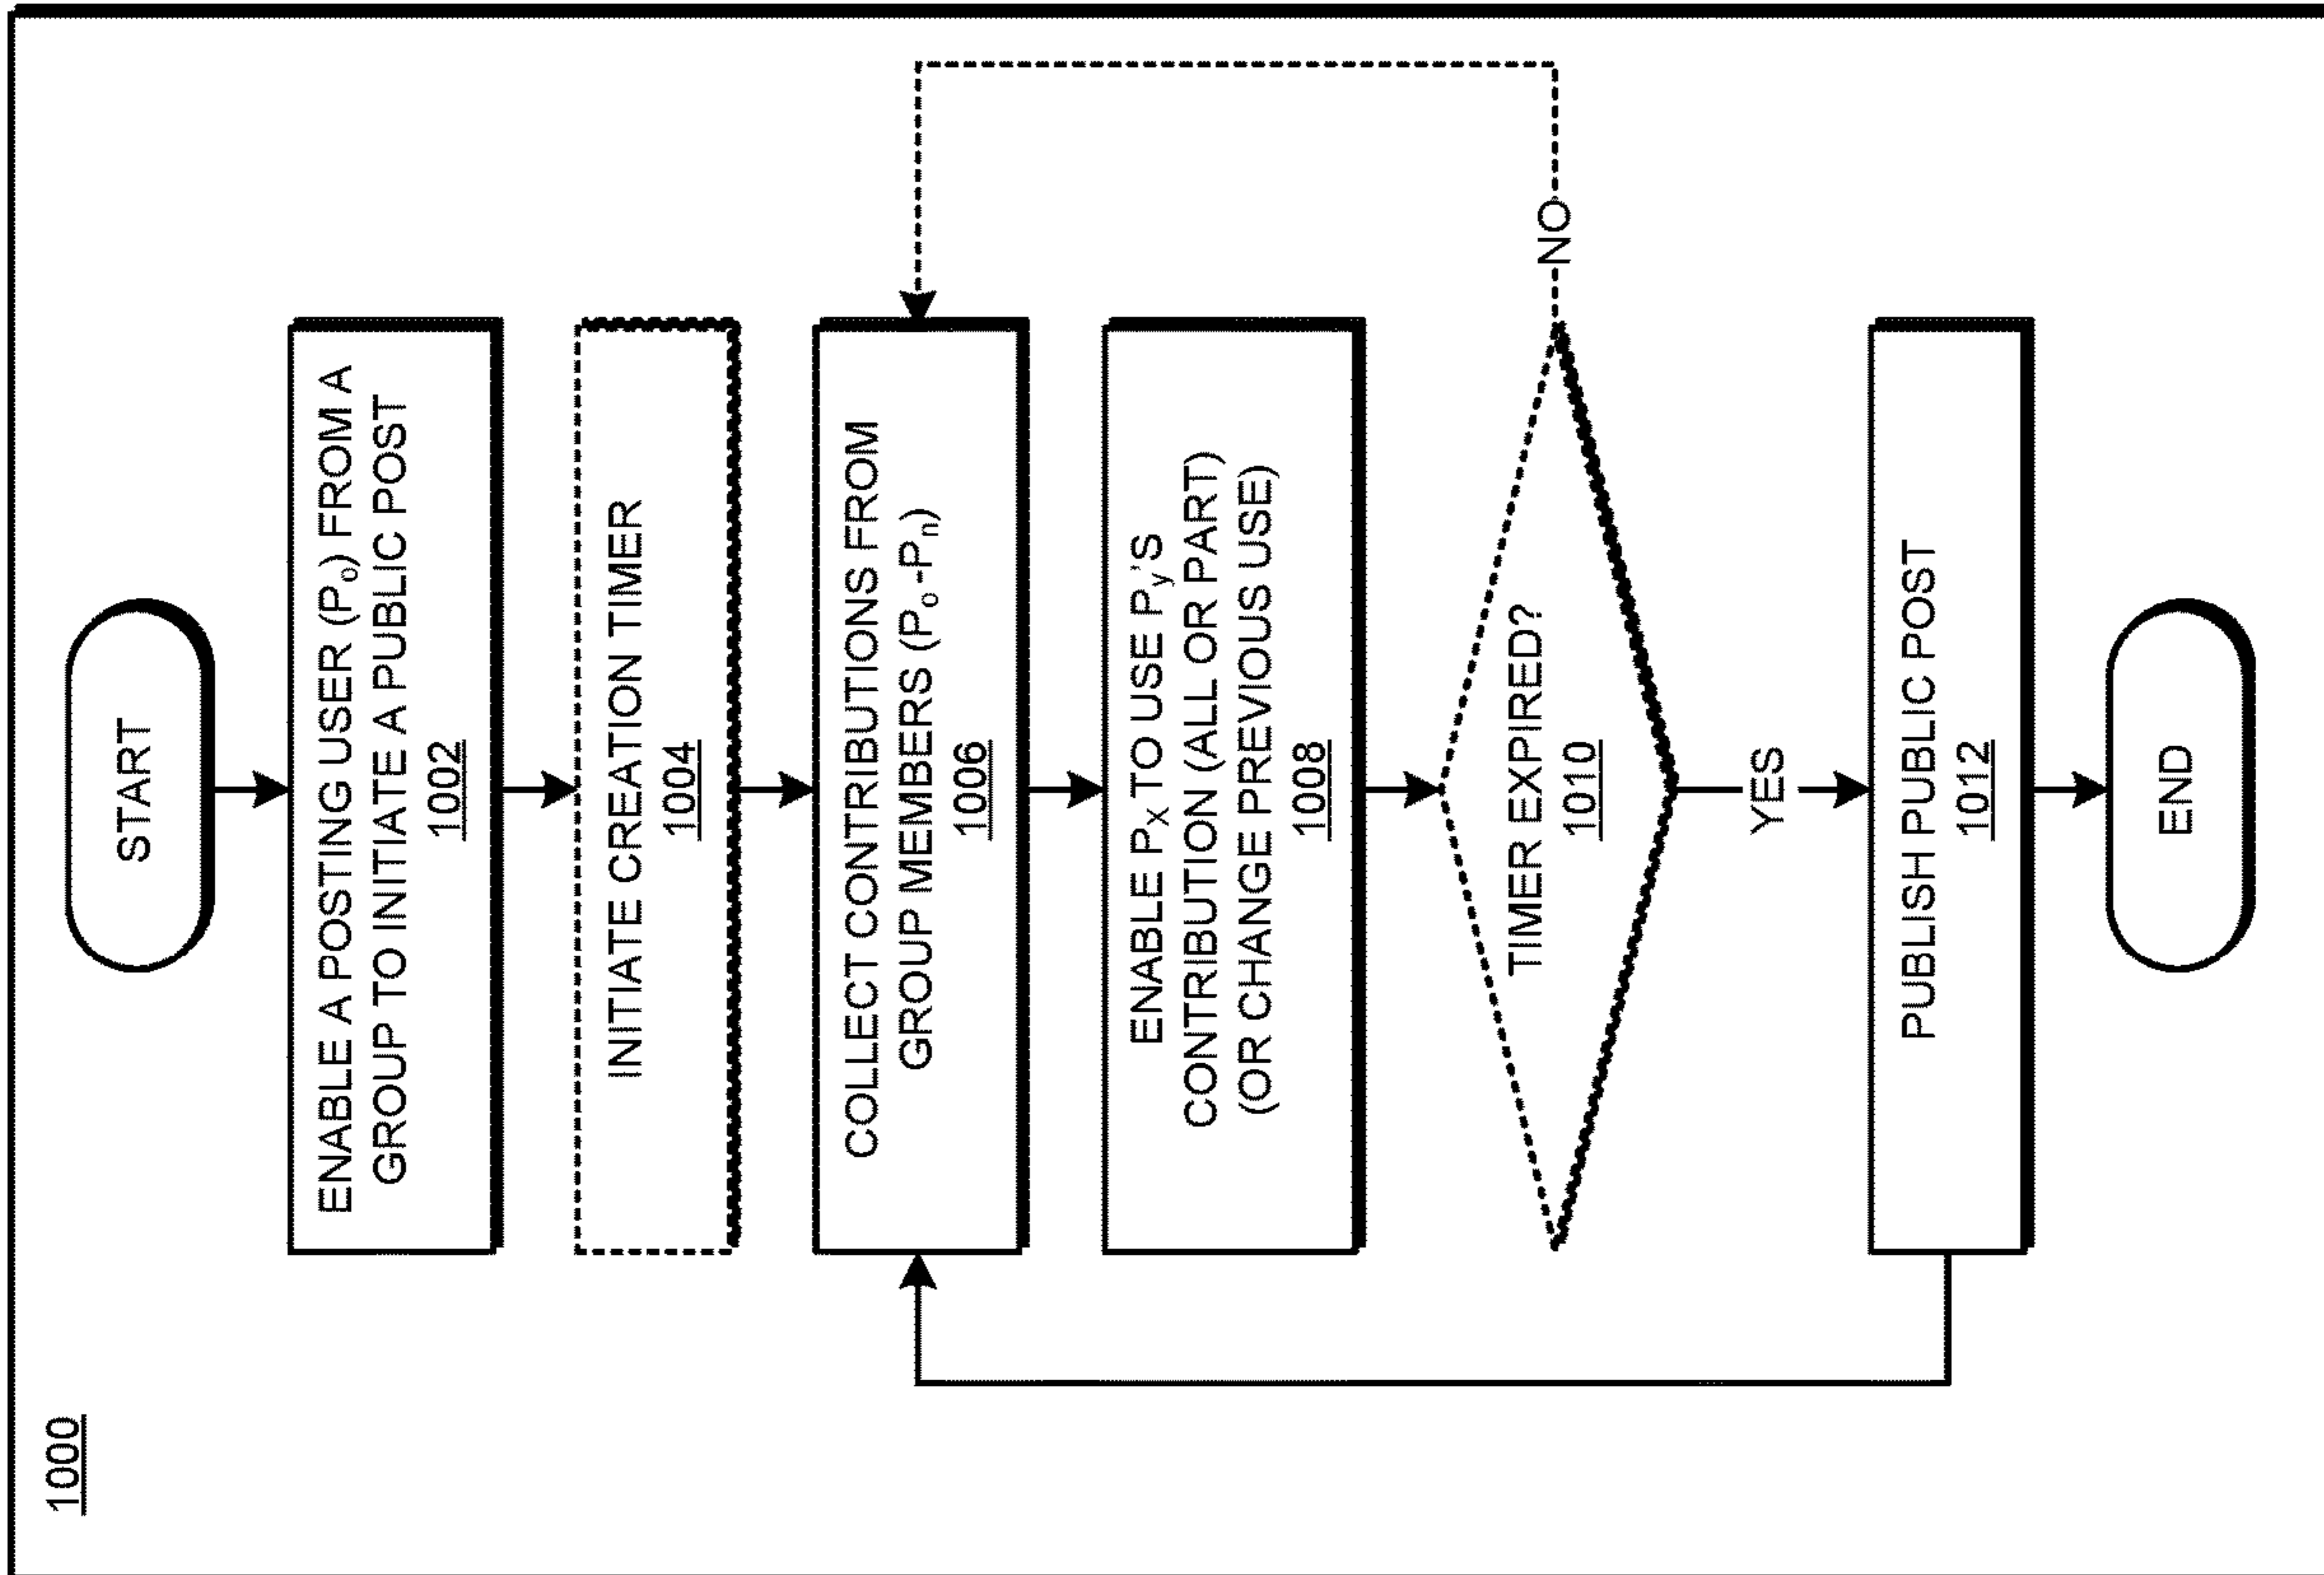 1000
START
ENABLE A POSTING USER (Po) FROM A
GROUP TO INITIATE A PUBLIC POST
1002
INITIATE CREATION TIMER
1004
COLLECT CONTRIBUTIONS FROM
GROUP MEMBERS (Po-Pn)
1006
ENABLE PX TO USE Py'S
CONTRIBUTION (ALL OR PART)
(OR CHANGE PREVIOUS USE)
1008
TIMER EXPIRED?
1010
NO
YES
PUBLISH PUBLIC POST
1012
END